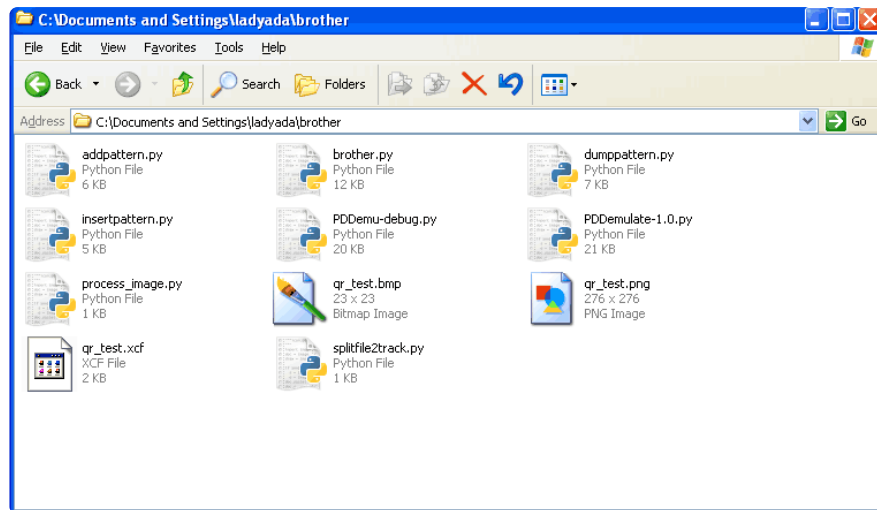 C:\Documents and Settings\ladyada\brother
File Edit View Favorites Tools Help
Back Search Folders
Address C:\Documents and Settings\ladyada\brother Go
addpattern.py
Python File
6 KB
brother.py
Python File
12 KB
dumppattern.py
Python File
7 KB
insertpattern.py
Python File
5 KB
PDDemu-debug.py
Python File
20 KB
PDDemulate-1.0.py
Python File
21 KB
process_image.py
Python File
1 KB
qr_test.bmp
23 x 23
Bitmap Image
qr_test.png
276 x 276
PNG Image
qr_test.xcf
XCF File
2 KB
splitfile2track.py
Python File
1 KB